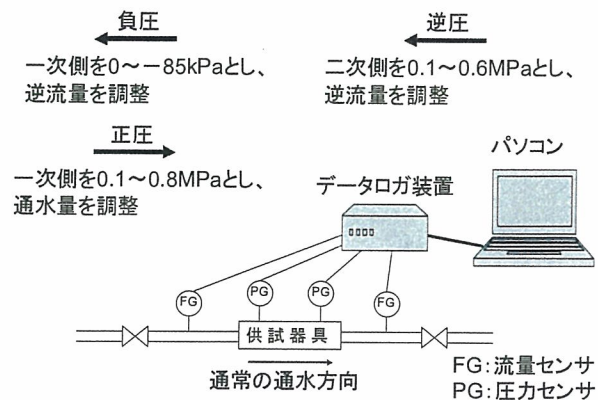 負圧
一次側を0～－85kPaとし、
逆流量を調整
逆圧
二次側を0.1～0.6MPaとし、
逆流量を調整
正圧
一次側を0.1～0.8MPaとし、
通水量を調整
パソコン
データロガ装置
FG
PG
PG
FG
供試器具
通常の通水方向
FG:流量センサ
PG:圧力センサ